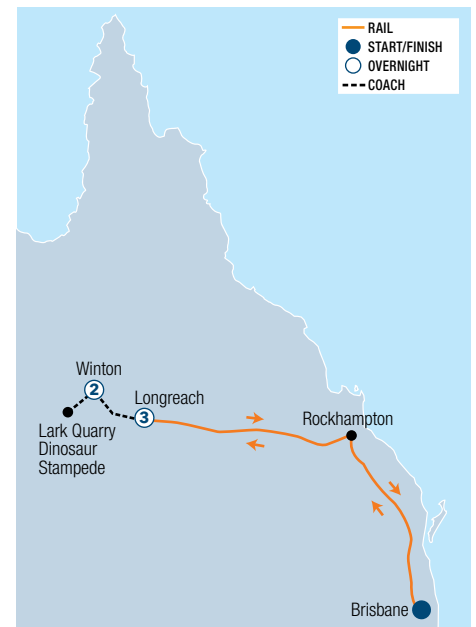 RAIL
START/FINISH
OVERNIGHT
COACH
Winton
2
Longreach
3
Lark Quarry
Dinosaur
Stampede
Rockhampton
Brisbane